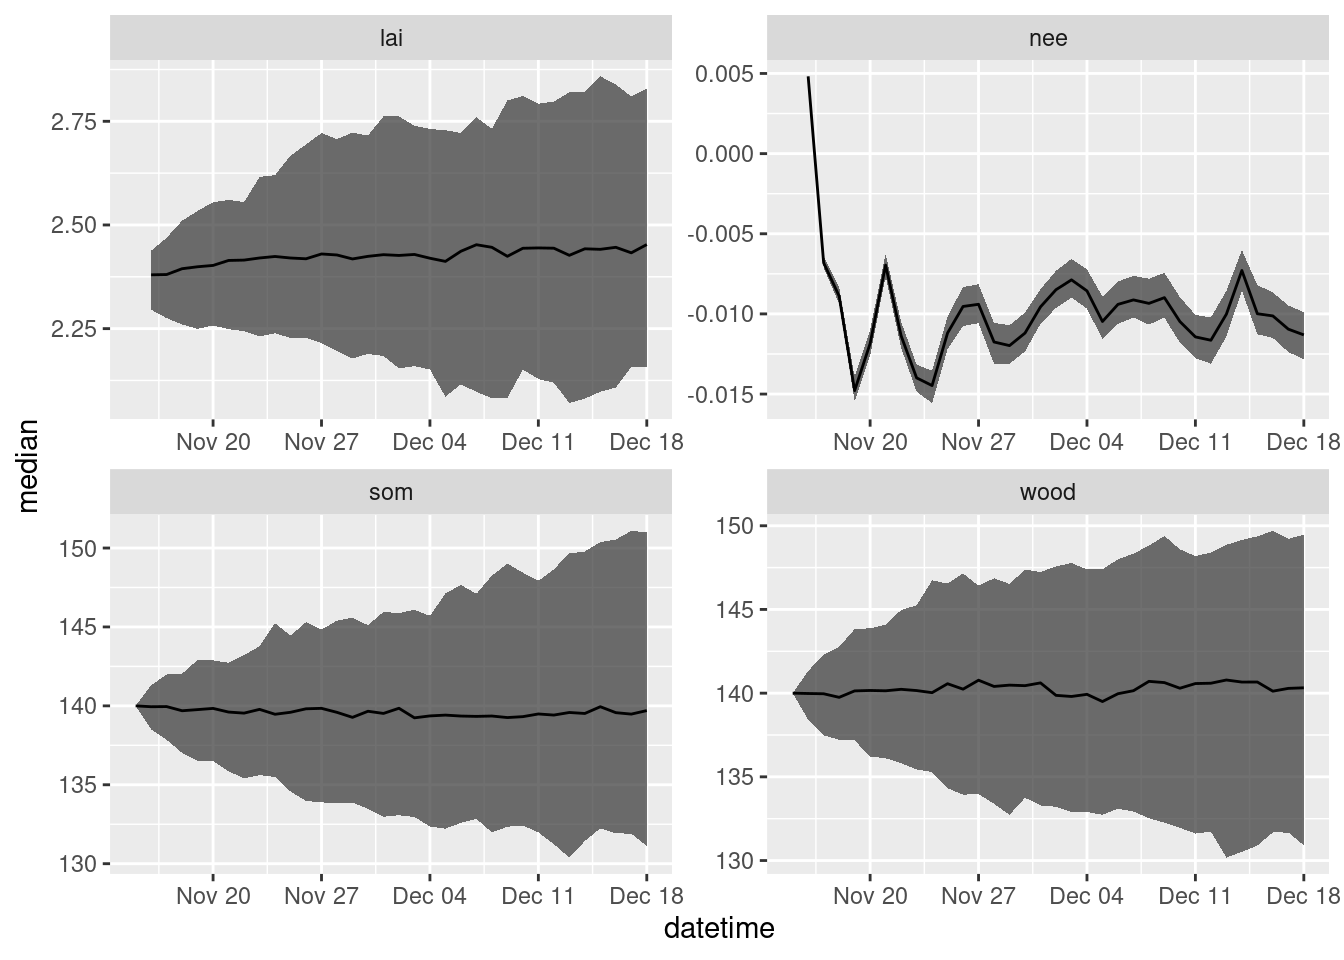 lai
2.75
2.50
2.25
Nov 20 Nov 27 Dec 04 Dec 11 Dec 18
nee
0.005
0.000
-0.005
-0.010
-0.015
Nov 20 Nov 27 Dec 04 Dec 11 Dec 18
median
som
150
145
140
135
130
Nov 20 Nov 27 Dec 04 Dec 11 Dec 18
wood
150
145
140
135
130
Nov 20 Nov 27 Dec 04 Dec 11 Dec 18
datetime